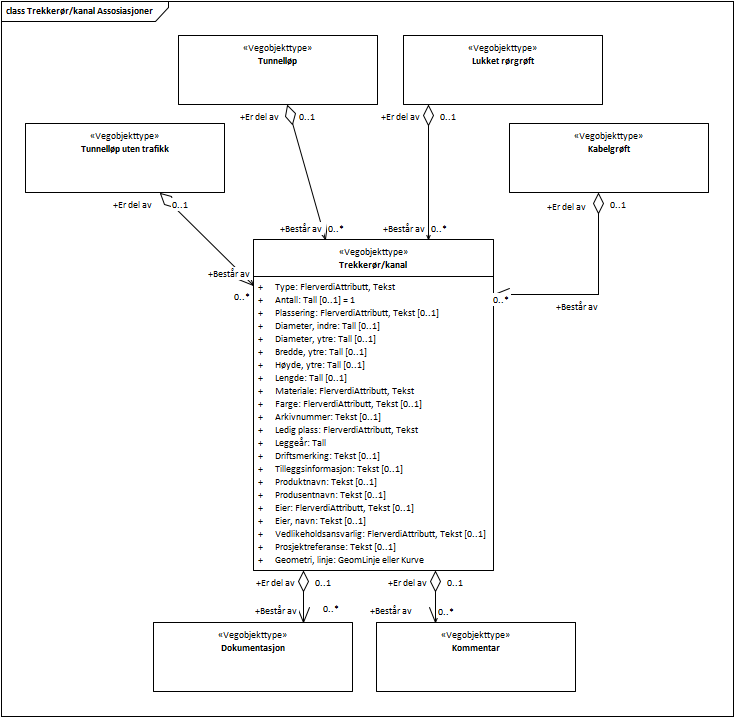 class Trekkerør/kanal Assosiasjoner
«Vegobjekttype»
Tunnelløp
«Vegobjekttype»
Lukket rørgrøft
+Er del av
0..1
+Er del av
0..1
«Vegobjekttype»
Tunnelløp uten trafikk
«Vegobjekttype»
Kabelgrøft
+Er del av
0..1
+Er del av
0..1
+Består av
0..*
+Består av
0..*
+Består av
0..*
0..*
+Består av
«Vegobjekttype»
Trekkerør/kanal
+ Type: FlerverdiAttributt, Tekst
+ Antall: Tall [0..1] = 1
+ Plassering: FlerverdiAttributt, Tekst [0..1]
+ Diameter, indre: Tall [0..1]
+ Diameter, ytre: Tall [0..1]
+ Bredde, ytre: Tall [0..1]
+ Høyde, ytre: Tall [0..1]
+ Lengde: Tall [0..1]
+ Materiale: FlerverdiAttributt, Tekst
+ Farge: FlerverdiAttributt, Tekst [0..1]
+ Arkivnummer: Tekst [0..1]
+ Ledig plass: FlerverdiAttributt, Tekst
+ Leggeår: Tall
+ Driftsmerking: Tekst [0..1]
+ Tilleggsinformasjon: Tekst [0..1]
+ Produktnavn: Tekst [0..1]
+ Produsentnavn: Tekst [0..1]
+ Eier: FlerverdiAttributt, Tekst [0..1]
+ Eier, navn: Tekst [0..1]
+ Vedlikeholdsansvarlig: FlerverdiAttributt, Tekst [0..1]
+ Prosjektreferanse: Tekst [0..1]
+ Geometri, linje: GeomLinje eller Kurve
+Er del av
0..1
+Er del av
0..1
+Består av
0..*
+Består av
0..*
«Vegobjekttype»
Dokumentasjon
«Vegobjekttype»
Kommentar